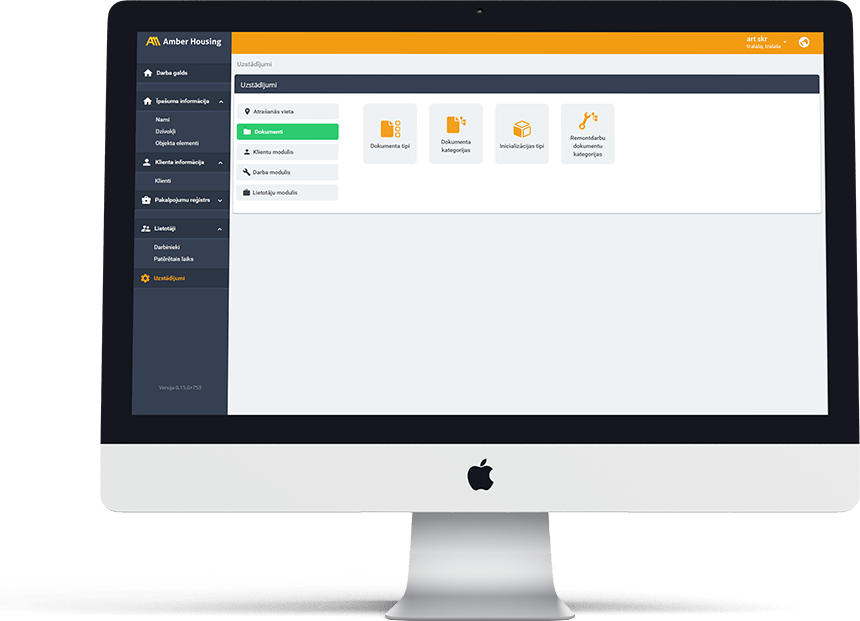 Amber Housing
art skr
tralala, tralala
Darba galds
Īpašuma informācija
Nami
Dzīvokļi
Objekta elementi
Klienta informācija
Klienti
Pakalpojumu reģistrs
Lietotāji
Darbinieki
Patērētais laiks
Uzstādījumi
Versija 0.15.0+753
Uzstādījumi
Uzstādījumi
Atrašanās vieta
Dokumenti
Klientu modulis
Darba modulis
Lietotāju modulis
Dokumenta tipi
Dokumenta
kategorijas
Inicializācijas tipi
Remontdarbu
dokumentu
kategorijas